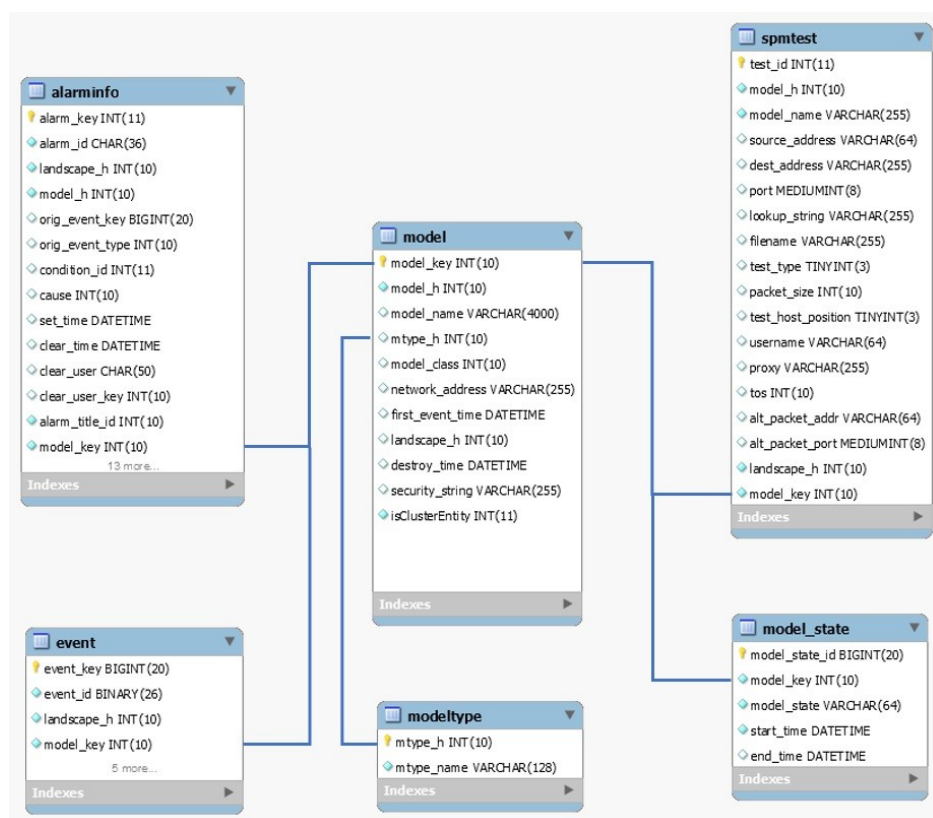 alarminfo
alarm_key INT(11)
alarm_id CHAR(36)
landscape_h INT(10)
model_h INT(10)
orig_event_key BIGINT(20)
orig_event_type INT(10)
condition_id INT(11)
cause INT(10)
set_time DATETIME
clear_time DATETIME
clear_user CHAR(50)
clear_user_key INT(10)
alarm_title_id INT(10)
model_key INT(10)
13 more...
Indexes
event
event_key BIGINT(20)
event_id BINARY(26)
landscape_h INT(10)
model_key INT(10)
5 more...
Indexes
model
model_key INT(10)
model_h INT(10)
model_name VARCHAR(4000)
mtype_h INT(10)
model_class INT(10)
network_address VARCHAR(255)
first_event_time DATETIME
landscape_h INT(10)
destroy_time DATETIME
security_string VARCHAR(255)
isClusterEntity INT(11)
Indexes
modeltype
mtype_h INT(10)
mtype_name VARCHAR(128)
Indexes
spmtest
test_id INT(11)
model_h INT(10)
model_name VARCHAR(255)
source_address VARCHAR(64)
dest_address VARCHAR(255)
port MEDIUMINT(8)
lookup_string VARCHAR(255)
filename VARCHAR(255)
test_type TINYINT(3)
packet_size INT(10)
test_host_position TINYINT(3)
username VARCHAR(64)
proxy VARCHAR(255)
tos INT(10)
alt_packet_addr VARCHAR(64)
alt_packet_port MEDIUMINT(8)
landscape_h INT(10)
model_key INT(10)
Indexes
model_state
model_state_id BIGINT(20)
model_key INT(10)
model_state VARCHAR(64)
start_time DATETIME
end_time DATETIME
Indexes